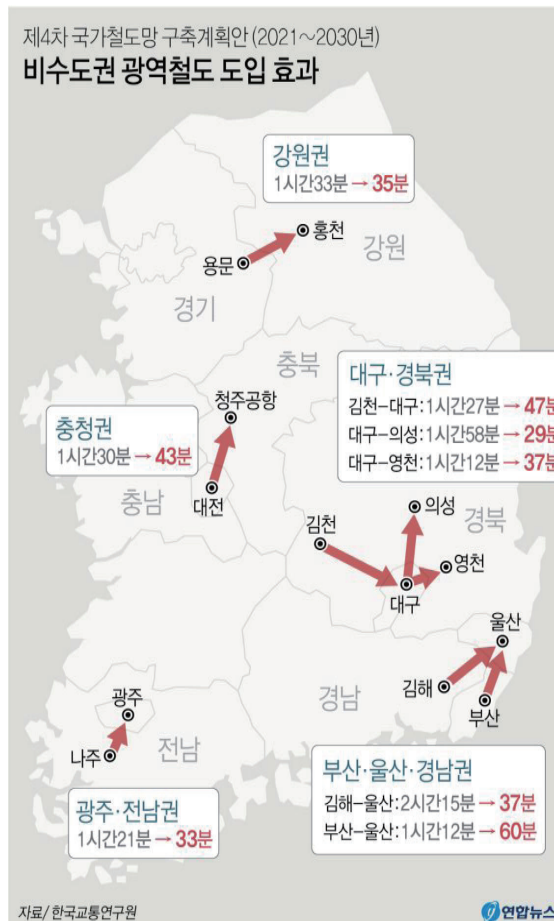 제4차 국가철도망 구축계획안 (2021~2030년)
비수도권 광역철도 도입 효과
강원권
1시간33분 → 35분
홍천
용문
강원
경기
충북
대구·경북권
김천-대구:1시간27분 → 47분
대구-의성:1시간58분 → 29분
대구-영천:1시간12분 → 37분
청주공항
충청권
1시간30분 → 43분
대전
충남
의성
경북
김천
영천
대구
울산
경남
김해
부산
광주
나주
전남
부산·울산·경남권
김해-울산:2시간15분 → 37분
부산-울산:1시간12분 → 60분
광주·전남권
1시간21분 → 33분
자료/ 한국교통연구원
연합뉴스